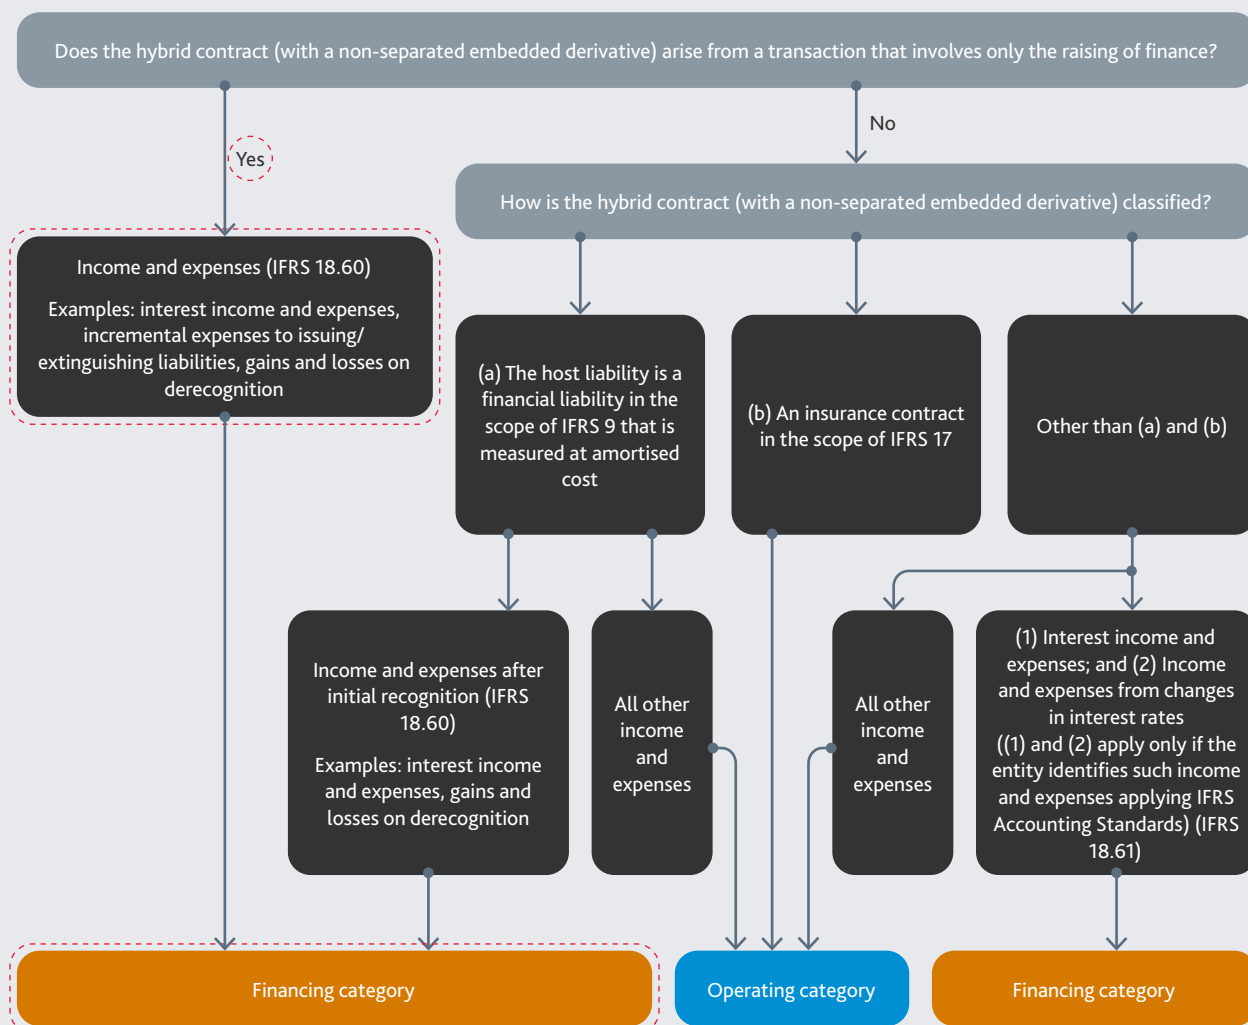 Does the hybrid contract (with a non-separated embedded derivative) arise from a transaction that involves only the raising of finance?
Yes
No
How is the hybrid contract (with a non-separated embedded derivative) classified?
Income and expenses (IFRS 18.60)
Examples: interest income and expenses,
incremental expenses to issuing/
extinguishing liabilities, gains and losses on
derecognition
(a) The host liability is a
financial liability in the
scope of IFRS 9 that is
measured at amortised
cost
(b) An insurance contract
in the scope of IFRS 17
Other than (a) and (b)
Income and expenses after
initial recognition (IFRS
18.60)
Examples: interest income
and expenses, gains and
losses on derecognition
All other
income
and
expenses
All other
income
and
expenses
(1) Interest income and
expenses; and (2) Income
and expenses from changes
in interest rates
((1) and (2) apply only if the
entity identifies such income
and expenses applying IFRS
Accounting Standards) (IFRS
18.61)
Financing category
Operating category
Financing category